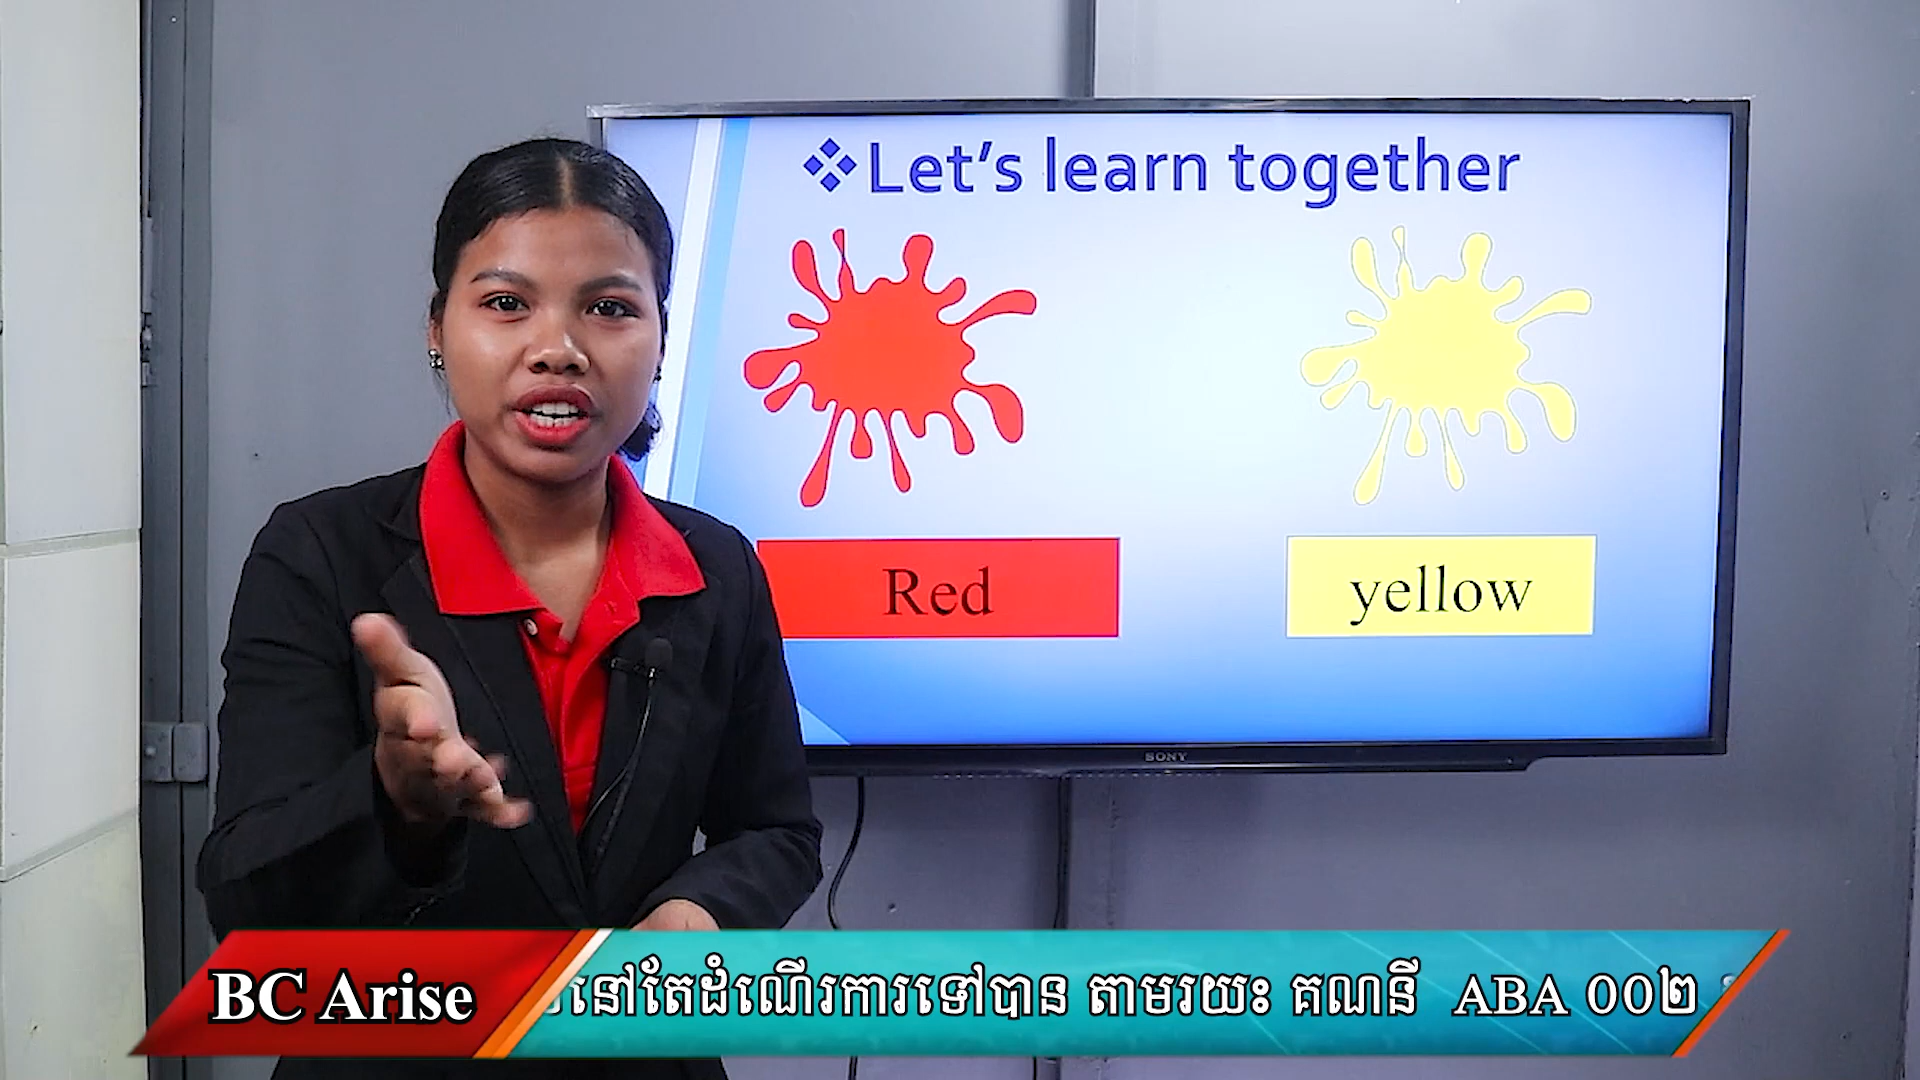 ❖Let's learn together
Red
yellow
SONY
BC Arise
នៅតែដំណើរការទៅបាន តាមរយះ គណនី ABA 00២